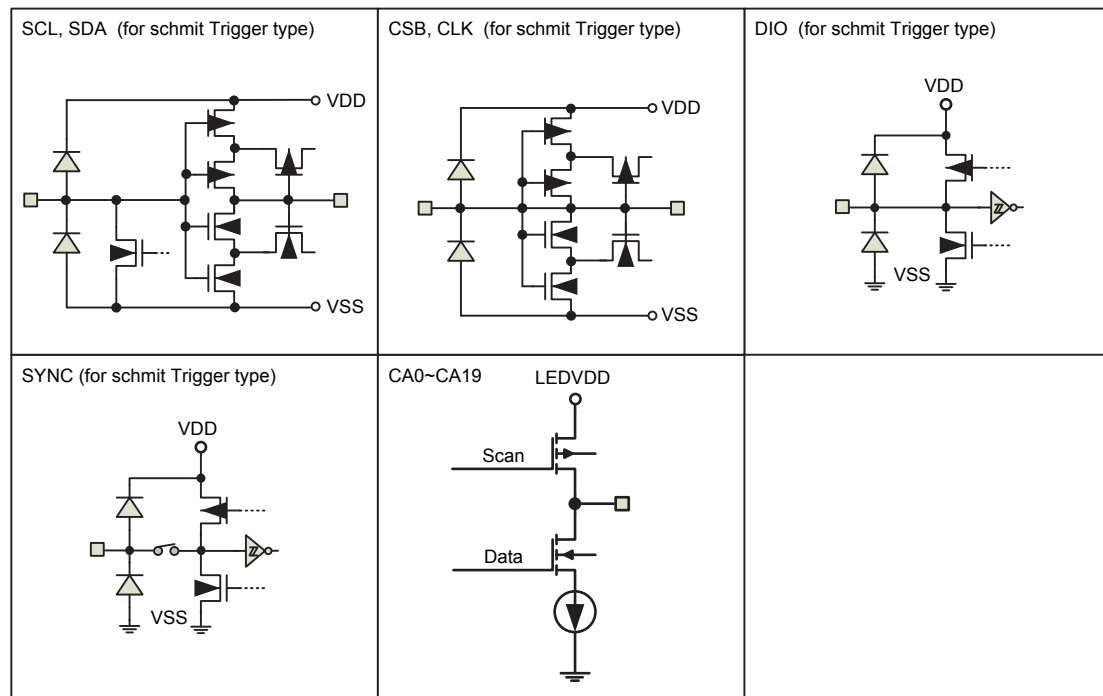 SCL, SDA (for schmit Trigger type)
VDD
VSS
CSB, CLK (for schmit Trigger type)
VDD
VSS
DIO (for schmit Trigger type)
VDD
VSS
SYNC (for schmit Trigger type)
VDD
VSS
CA0~CA19
LEDVDD
Scan
Data